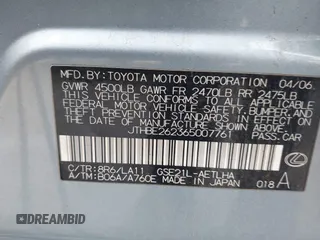 MFD.BY:TOYOTA MOTOR CORPORATION 04/06
GVWR 4500LB GAWR FR 2470LB RR 2475LB
THIS VEHICLE CONFORMS TO ALL APPLICABLE
FEDERAL MOTOR VEHICLE SAFETY,
BUMPER, AND THEFT PREVENTION STANDARDS
IN EFFECT ON THE DATE OF
MANUFACTURE SHOWN ABOVE.
JTHBE262365007761 PASS.CAR
C/TR:8R6/LA11 GSE21L-AETLHA
A/TM:B06A/A760E MADE IN JAPAN 018 A